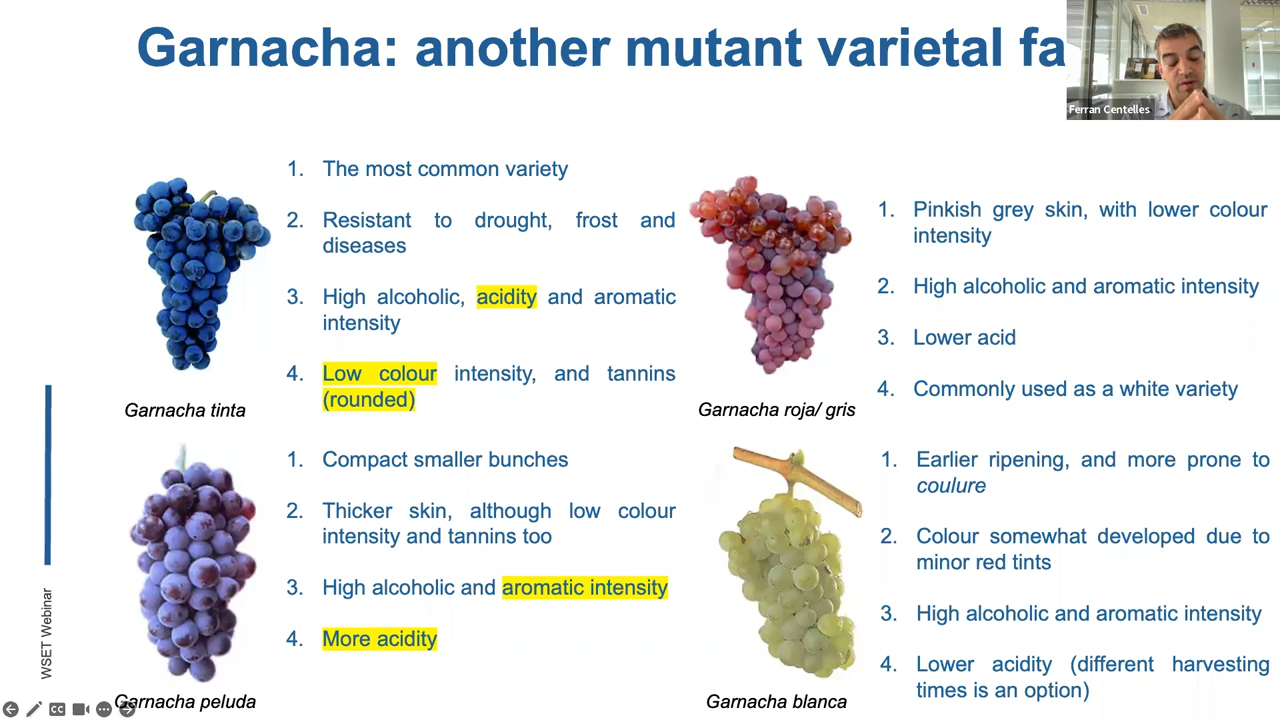 Garnacha: another mutant varietal fa
Ferran Centelles
1. The most common variety
2. Resistant to drought, frost and
diseases
3. High alcoholic, acidity and aromatic
intensity
4. Low colour intensity, and tannins
(rounded)
Garnacha tinta
1. Pinkish grey skin, with lower colour
intensity
2. High alcoholic and aromatic intensity
3. Lower acid
4. Commonly used as a white variety
Garnacha roja/ gris
1. Compact smaller bunches
2. Thicker skin, although low colour
intensity and tannins too
3. High alcoholic and aromatic intensity
4. More acidity
Garnacha peluda
1. Earlier ripening, and more prone to
coulure
2. Colour somewhat developed due to
minor red tints
3. High alcoholic and aromatic intensity
4. Lower acidity (different harvesting
times is an option)
Garnacha blanca
WSET Webinar
CC